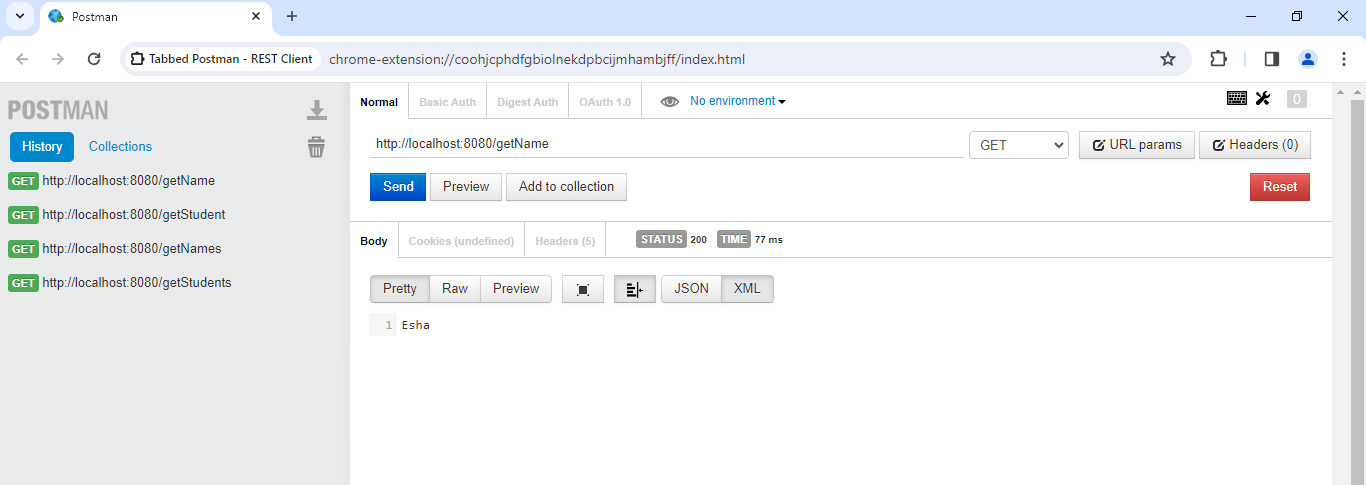 Postman
Tabbed Postman - REST Client chrome-extension://coohjcphdfgbiolnekdpbcijmhambjff/index.html
POSTMAN
History Collections
GET http://localhost:8080/getName
GET http://localhost:8080/getStudent
GET http://localhost:8080/getNames
GET http://localhost:8080/getStudents
Normal Basic Auth Digest Auth OAuth 1.0 No environment 0
http://localhost:8080/getName GET URL params Headers (0)
Send Preview Add to collection Reset
Body Cookies (undefined) Headers (5) STATUS 200 TIME 77 ms
Pretty Raw Preview JSON XML
1 Esha